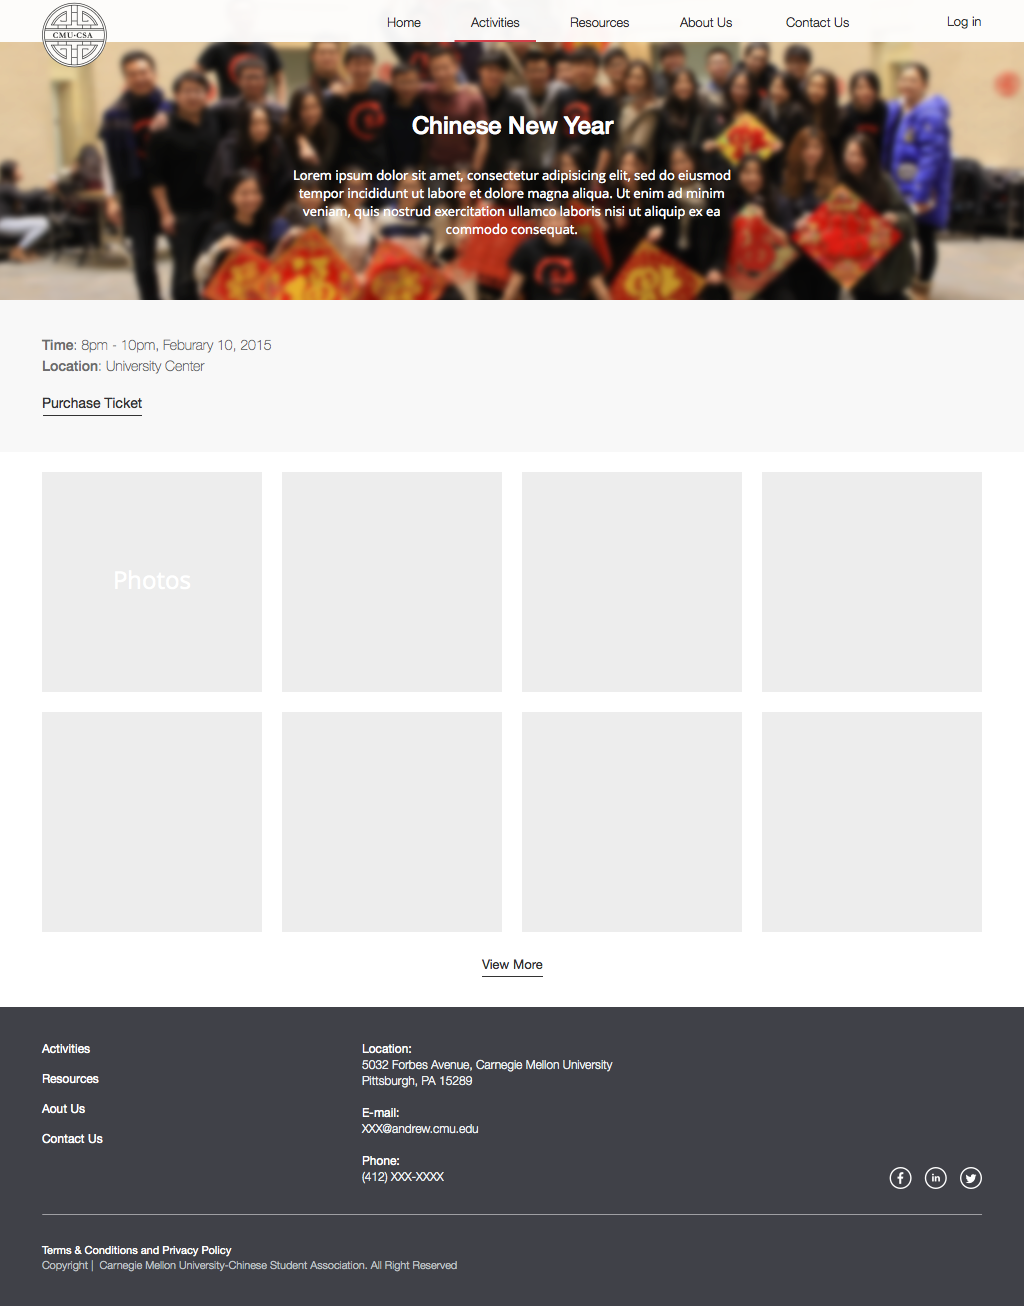 CMU·CSA
Home Activities Resources About Us Contact Us Log in
Chinese New Year
Lorem ipsum dolor sit amet, consectetur adipisicing elit, sed do eiusmod
tempor incididunt ut labore et dolore magna aliqua. Ut enim ad minim
veniam, quis nostrud exercitation ullamco laboris nisi ut aliquip ex ea
commodo consequat.
Time: 8pm - 10pm, Feburary 10, 2015
Location: University Center
Purchase Ticket
Photos
View More
Activities
Resources
Aout Us
Contact Us
Location:
5032 Forbes Avenue, Carnegie Mellon University
Pittsburgh, PA 15289
E-mail:
XXX@andrew.cmu.edu
Phone:
(412) XXX-XXXX
Terms & Conditions and Privacy Policy
Copyright | Carnegie Mellon University-Chinese Student Association. All Right Reserved